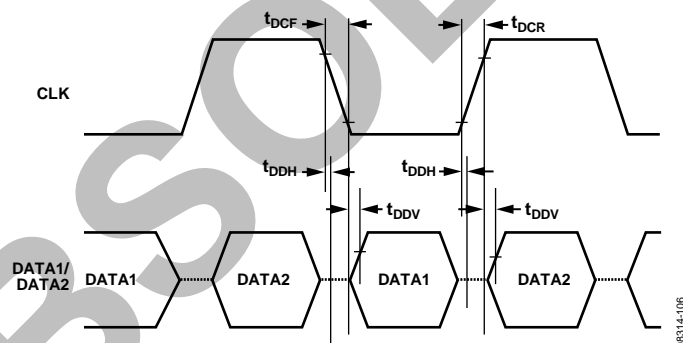 tDCF
tDCR
CLK
tDDH
tDDH
tDDV
tDDV
DATA1/
DATA2
DATA1
DATA2
DATA1
DATA2
08314-106